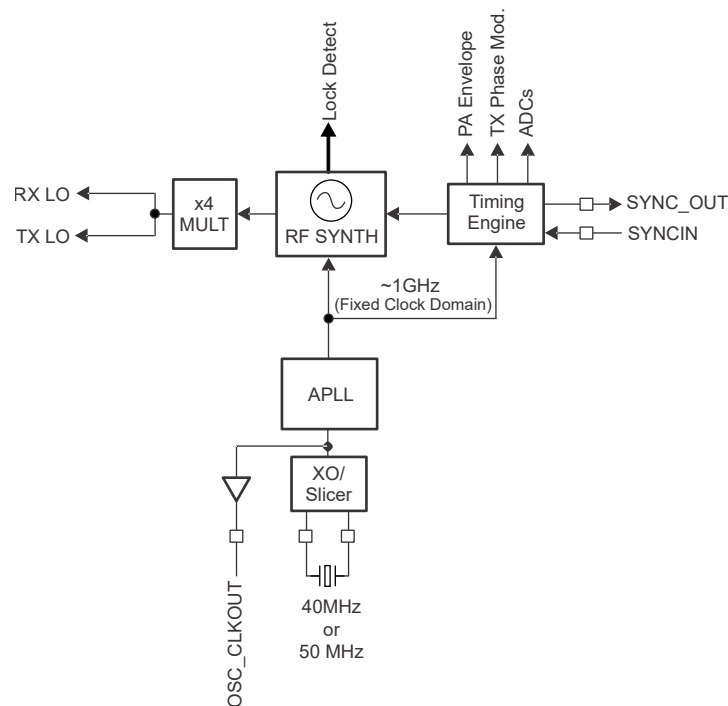 Lock Detect
PA Envelope
TX Phase Mod.
ADCs
RX LO
TX LO
x4
MULT
RF SYNTH
Timing
Engine
SYNC_OUT
SYNCIN
~1GHz
(Fixed Clock Domain)
APLL
XO/
Slicer
OSC_CLKOUT
40MHz
or
50 MHz